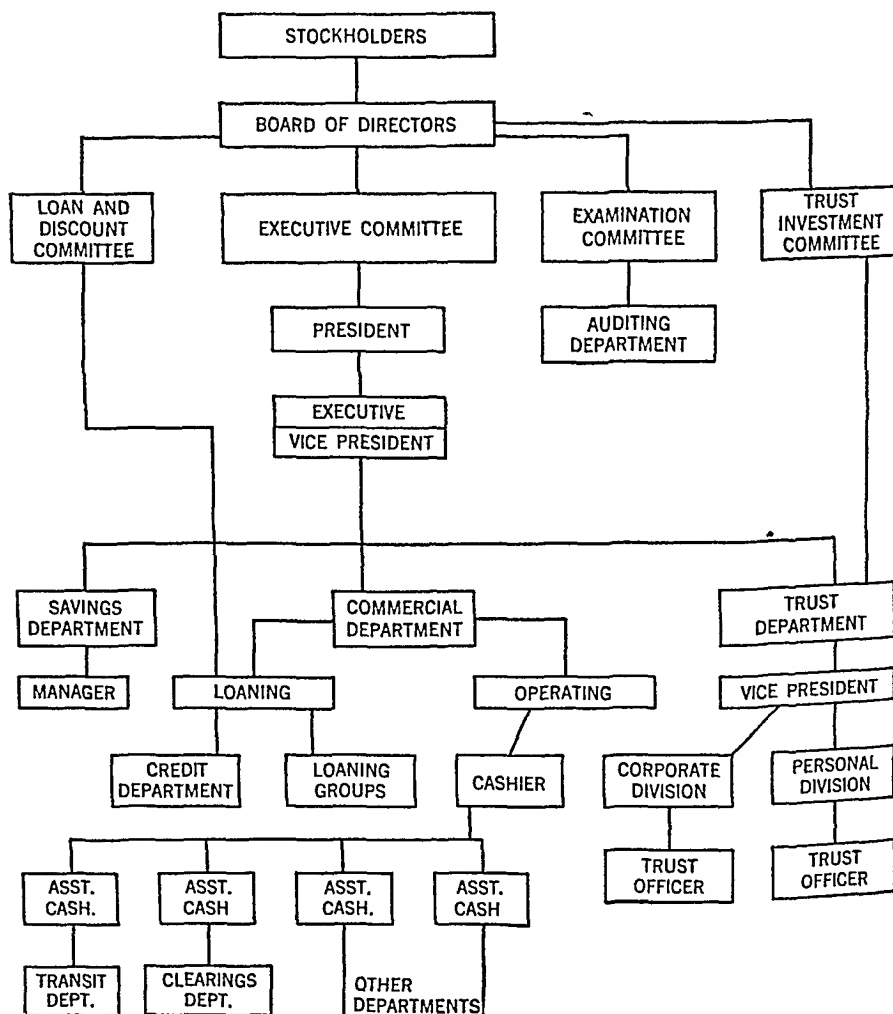 STOCKHOLDERS
BOARD OF DIRECTORS
LOAN AND
DISCOUNT
COMMITTEE
EXECUTIVE COMMITTEE
EXAMINATION
COMMITTEE
TRUST
INVESTMENT
COMMITTEE
PRESIDENT
AUDITING
DEPARTMENT
EXECUTIVE
VICE PRESIDENT
SAVINGS
DEPARTMENT
COMMERCIAL
DEPARTMENT
TRUST
DEPARTMENT
MANAGER
LOANING
OPERATING
VICE PRESIDENT
CREDIT
DEPARTMENT
LOANING
GROUPS
CASHIER
CORPORATE
DIVISION
PERSONAL
DIVISION
TRUST
OFFICER
TRUST
OFFICER
ASST.
CASH.
ASST.
CASH
ASST.
CASH.
ASST.
CASH
TRANSIT
DEPT.
CLEARINGS
DEPT.
OTHER
DEPARTMENTS